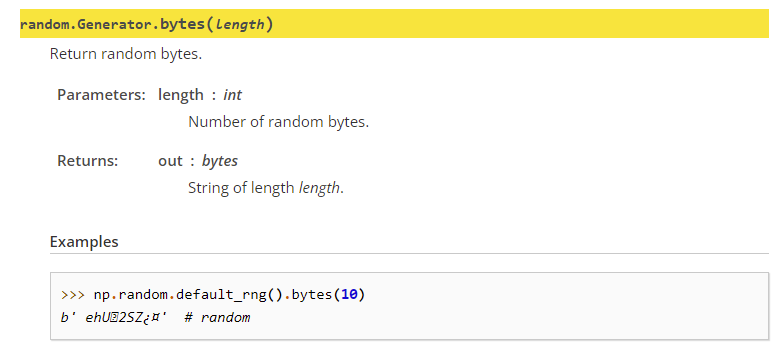 random.Generator.bytes(length)
Return random bytes.
Parameters: length : int
Number of random bytes.
Returns: out : bytes
String of length length.
Examples
>>> np.random.default_rng().bytes(10)
b' ehU�2SZ¿¤' # random